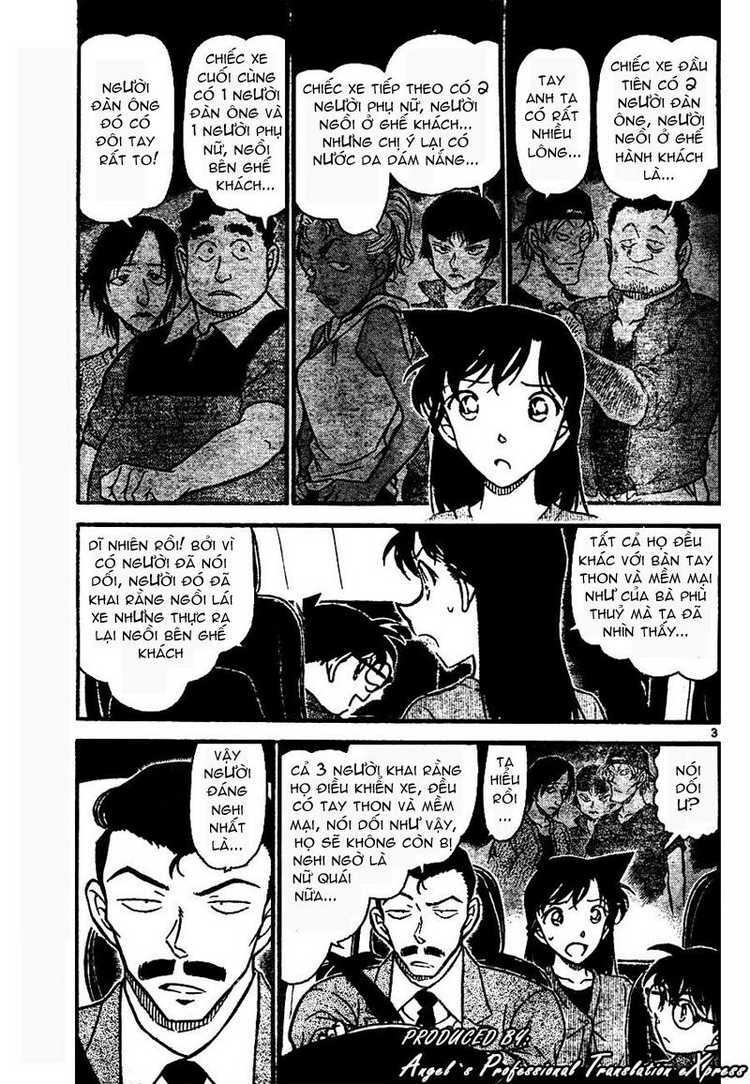 CHIẾC XE ĐẦU
TIÊN CÓ 2
NGƯỜI ĐÀN
ÔNG, NGƯỜI
NGỒI Ở GHẾ
HÀNH KHÁCH
LÀ...
TAY
ANH TA
CÓ RẤT
NHIỀU
LÔNG...
CHIẾC XE TIẾP THEO CÓ 2
NGƯỜI PHỤ NỮ, NGƯỜI
NGỒI Ở GHẾ KHÁCH...
NHƯNG CHỊ Ý LẠI CÓ
NƯỚC DA DÁM NẮNG...
CHIẾC XE
CUỐI CÙNG
CÓ 1 NGƯỜI
ĐÀN ÔNG VÀ
1 NGƯỜI PHỤ
NỮ, NGỒI
BÊN GHẾ
KHÁCH...
NGƯỜI
ĐÀN ÔNG
ĐÓ CÓ
ĐÔI TAY
RẤT TO!
TẤT CẢ HỌ ĐỀU
KHÁC VỚI BÀN TAY
THON VÀ MỀM MẠI
NHƯ CỦA BÀ PHÙ
THUỶ MÀ TA ĐÃ
NHÌN THẤY...
DĨ NHIÊN RỒI! BỞI VÌ
CÓ NGƯỜI ĐÃ NÓI
DỐI, NGƯỜI ĐÓ ĐÃ
KHAI RẰNG NGỒI LÁI
XE NHƯNG THỰC RA
LẠI NGỒI BÊN GHẾ
KHÁCH
3
NÓI
DỐI
Ư?
TA
HIỂU
RỒI
...
CẢ 3 NGƯỜI KHAI RẰNG
HỌ ĐIỀU KHIỂN XE, ĐỀU
CÓ TAY THON VÀ MỀM
MẠI, NÓI DỐI NHƯ VẬY,
HỌ SẼ KHÔNG CÒN BỊ
NGHI NGỜ LÀ
NỮ QUÁI
NỮA...
VẬY
NGƯỜI
ĐÁNG
NGHI
NHẤT
LÀ...
PRODUCED BY:
Angel`s Professional Translation eXpress